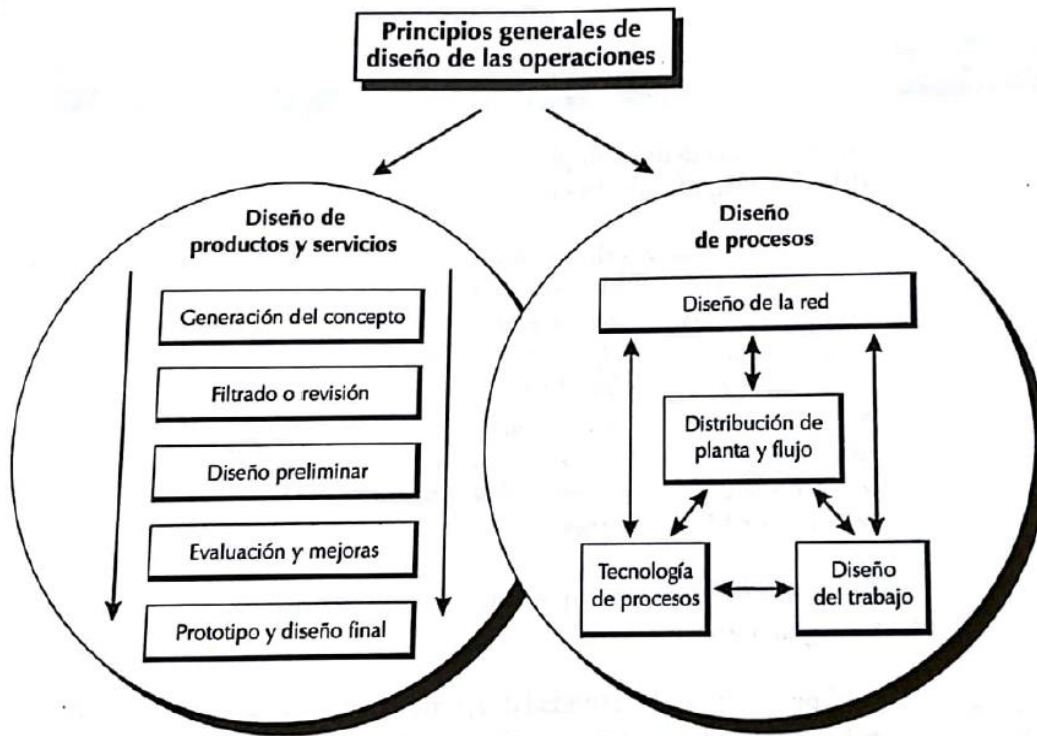 Principios generales de
diseño de las operaciones
Diseño de
productos y servicios
Generación del concepto
Filtrado o revisión
Diseño preliminar
Evaluación y mejoras
Prototipo y diseño final
Diseño
de procesos
Diseño de la red
Distribución de
planta y flujo
Tecnología
de procesos
Diseño
del trabajo